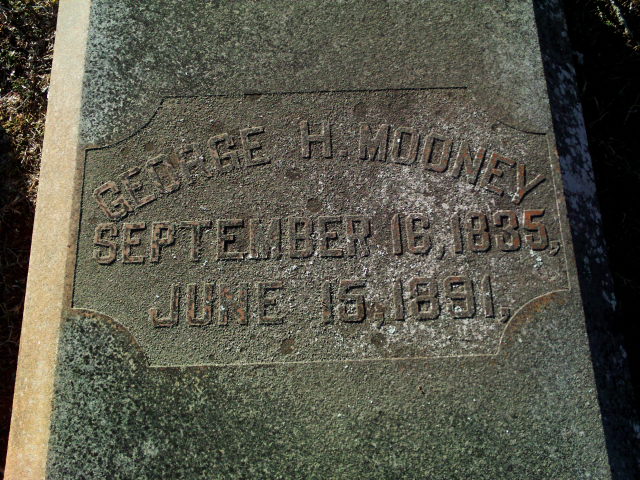 GEORGE H. MOONEY
SEPTEMBER 16, 1835,
JUNE 15, 1891.